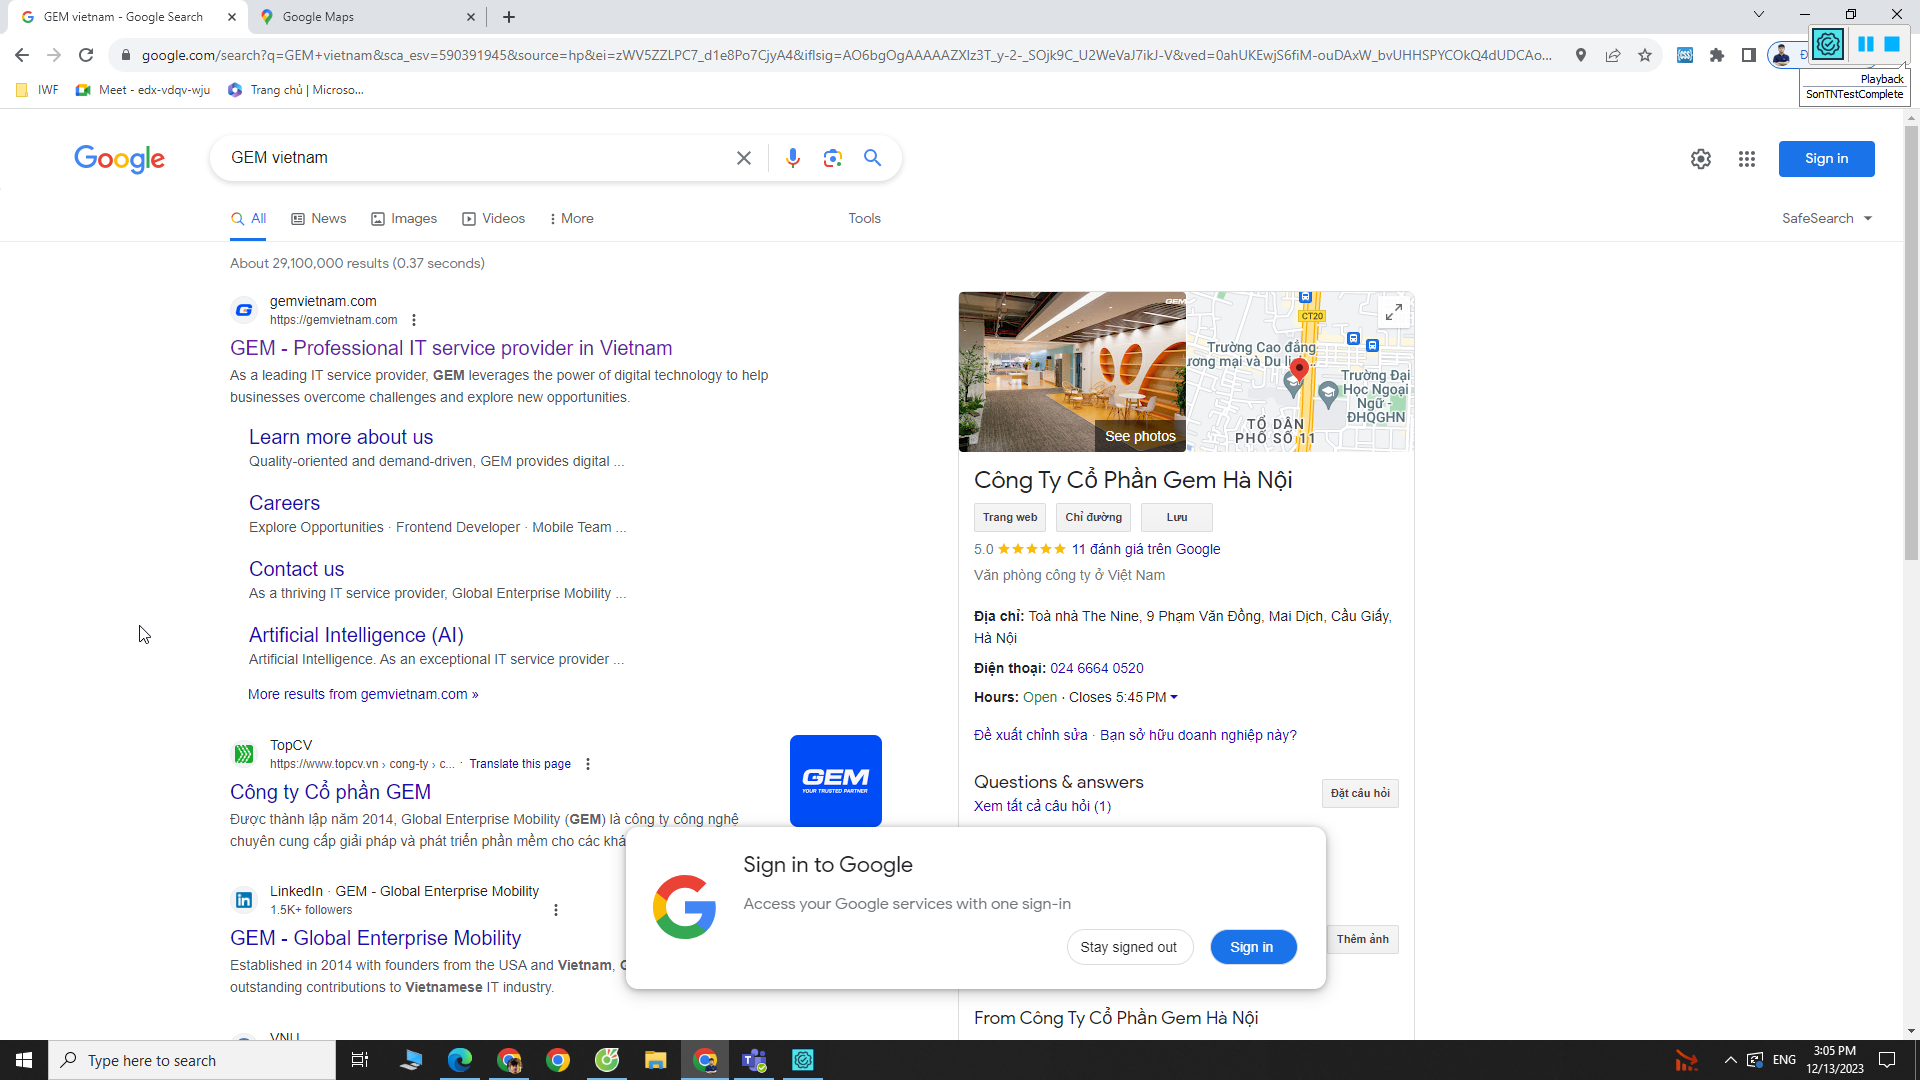 GEM vietnam - Google Search
Google Maps
google.com/search?q=GEM+vietnam&sca_esv=590391945&source=hp&ei=zWV5ZZLPC7_d1e8Po7CjyA4&iflsig=AO6bgOgAAAAAZXlz3T_y-2-_SOjk9C_U2WeVaJ7ikJ-V&ved=0ahUKEwjS6fiM-ouDAxW_bvUHHSPYCOkQ4dUDCAo...
Playback
SonTNTestComplete
IWF
Meet - edx-vdqv-wju
Trang chủ | Microso...
Google
GEM vietnam
Sign in
All
News
Images
Videos
More
Tools
SafeSearch
About 29,100,000 results (0.37 seconds)
gemvietnam.com
https://gemvietnam.com
GEM - Professional IT service provider in Vietnam
As a leading IT service provider, GEM leverages the power of digital technology to help
businesses overcome challenges and explore new opportunities.
Learn more about us
Quality-oriented and demand-driven, GEM provides digital ...
Careers
Explore Opportunities · Frontend Developer · Mobile Team ...
Contact us
As a thriving IT service provider, Global Enterprise Mobility ...
Artificial Intelligence (AI)
Artificial Intelligence. As an exceptional IT service provider ...
More results from gemvietnam.com »
TopCV
https://www.topcv.vn › cong-ty › c... · Translate this page
Công ty Cổ phần GEM
Được thành lập năm 2014, Global Enterprise Mobility (GEM) là công ty công nghệ
chuyên cung cấp giải pháp và phát triển phần mềm cho các khá
GEM
YOUR TRUSTED PARTNER
LinkedIn · GEM - Global Enterprise Mobility
1.5K+ followers
GEM - Global Enterprise Mobility
Established in 2014 with founders from the USA and Vietnam,
outstanding contributions to Vietnamese IT industry.
VNU
GEM
See photos
CT20
Trường Cao đẳng
ương mại và Du li...
Trường Đại
Học Ngoại
Ngữ -
ĐHQGHN
TỔ DÂN
PHỐ SỐ 11
Công Ty Cổ Phần Gem Hà Nội
Trang web
Chỉ đường
Lưu
5.0 11 đánh giá trên Google
Văn phòng công ty ở Việt Nam
Địa chỉ: Toà nhà The Nine, 9 Phạm Văn Đồng, Mai Dịch, Cầu Giấy,
Hà Nội
Điện thoại: 024 6664 0520
Hours: Open · Closes 5:45 PM
Đề xuất chỉnh sửa · Bạn sở hữu doanh nghiệp này?
Questions & answers
Xem tất cả câu hỏi (1)
Đặt câu hỏi
Thêm ảnh
From Công Ty Cổ Phần Gem Hà Nội
Sign in to Google
Access your Google services with one sign-in
Stay signed out
Sign in
Type here to search
ENG
3:05 PM
12/13/2023